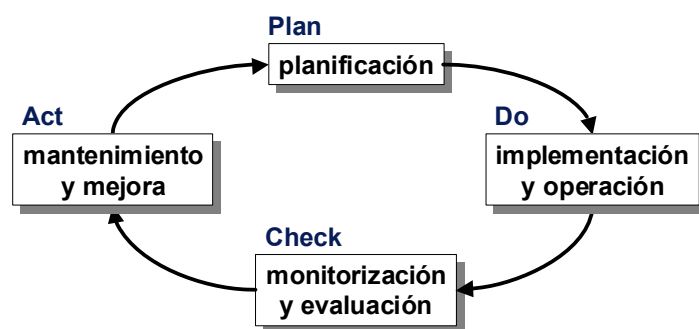 Plan
planificación
Act
mantenimiento
y mejora
Do
implementación
y operación
Check
monitorización
y evaluación